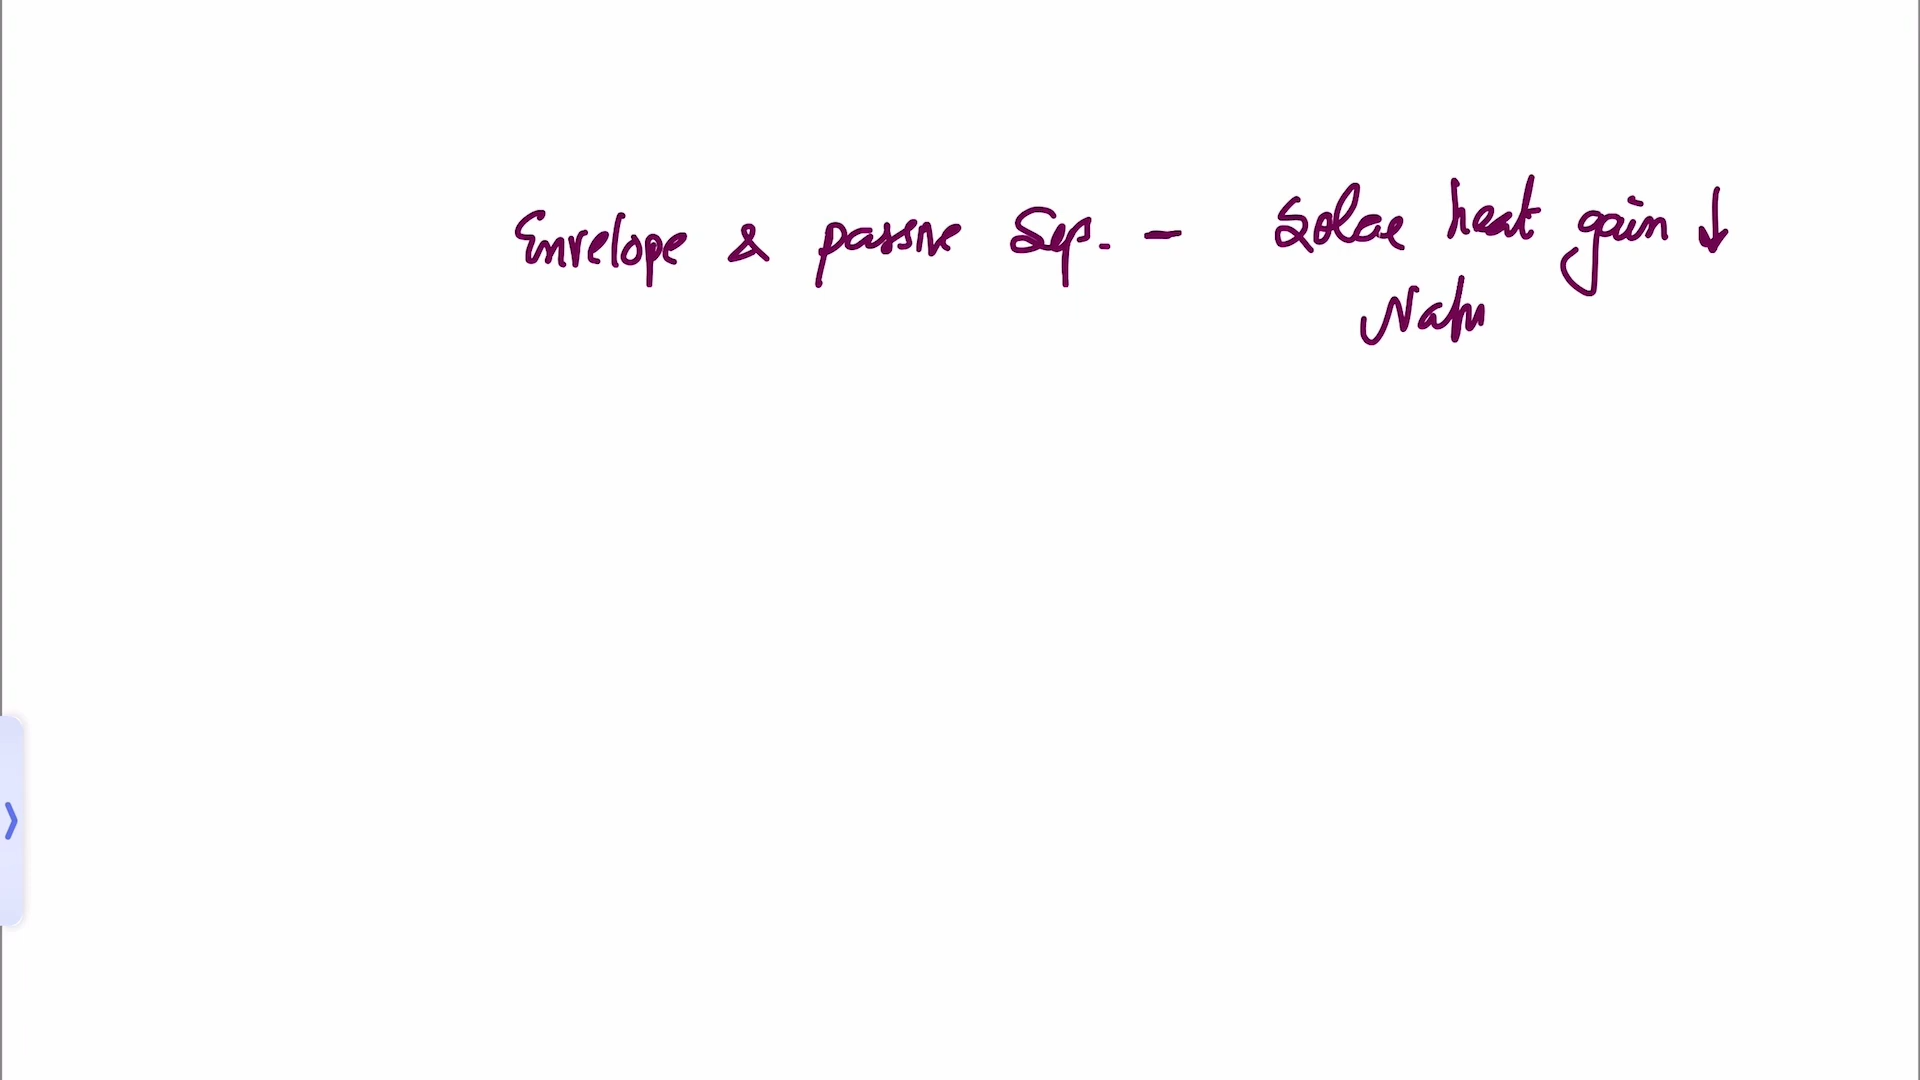 Envelope & passive Sys. - Solar heat gain ↓
Natu